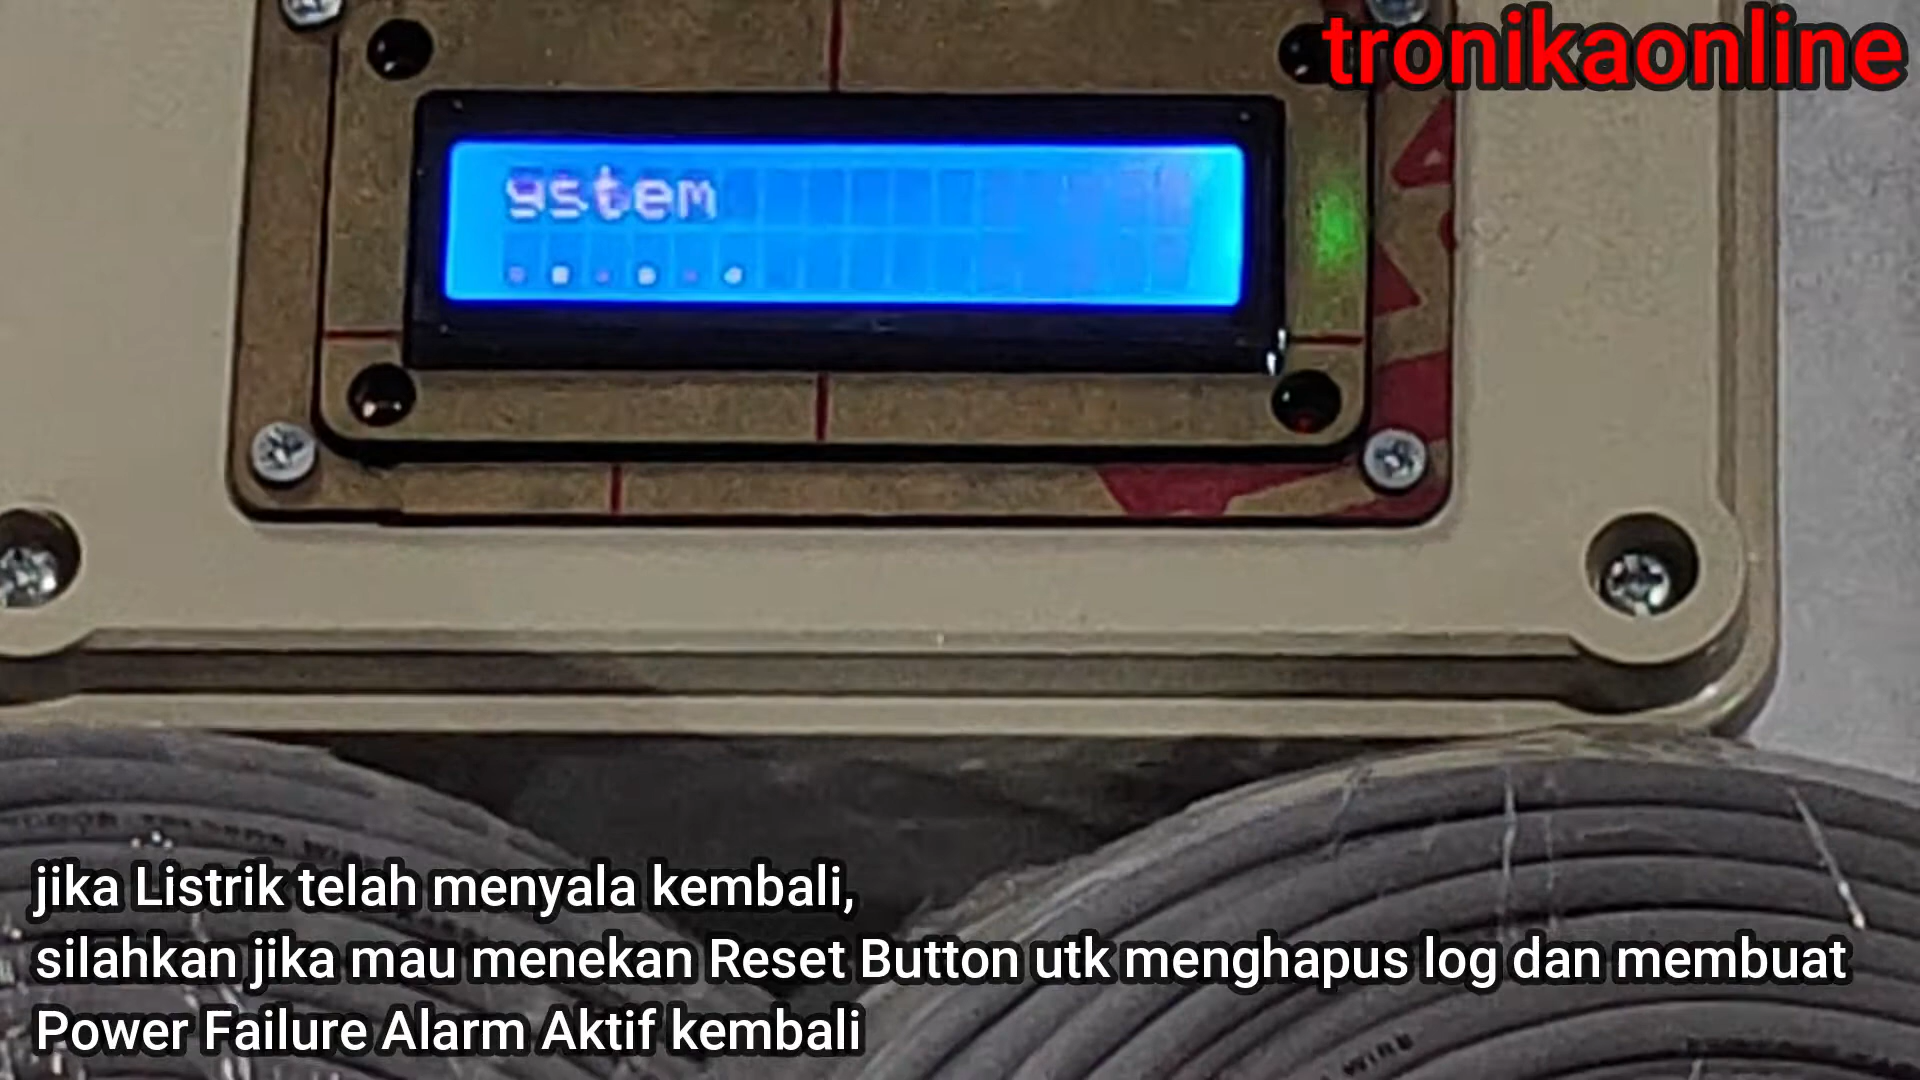 tronikaonline
ystem
......
jika Listrik telah menyala kembali,
silahkan jika mau menekan Reset Button utk menghapus log dan membuat
Power Failure Alarm Aktif kembali